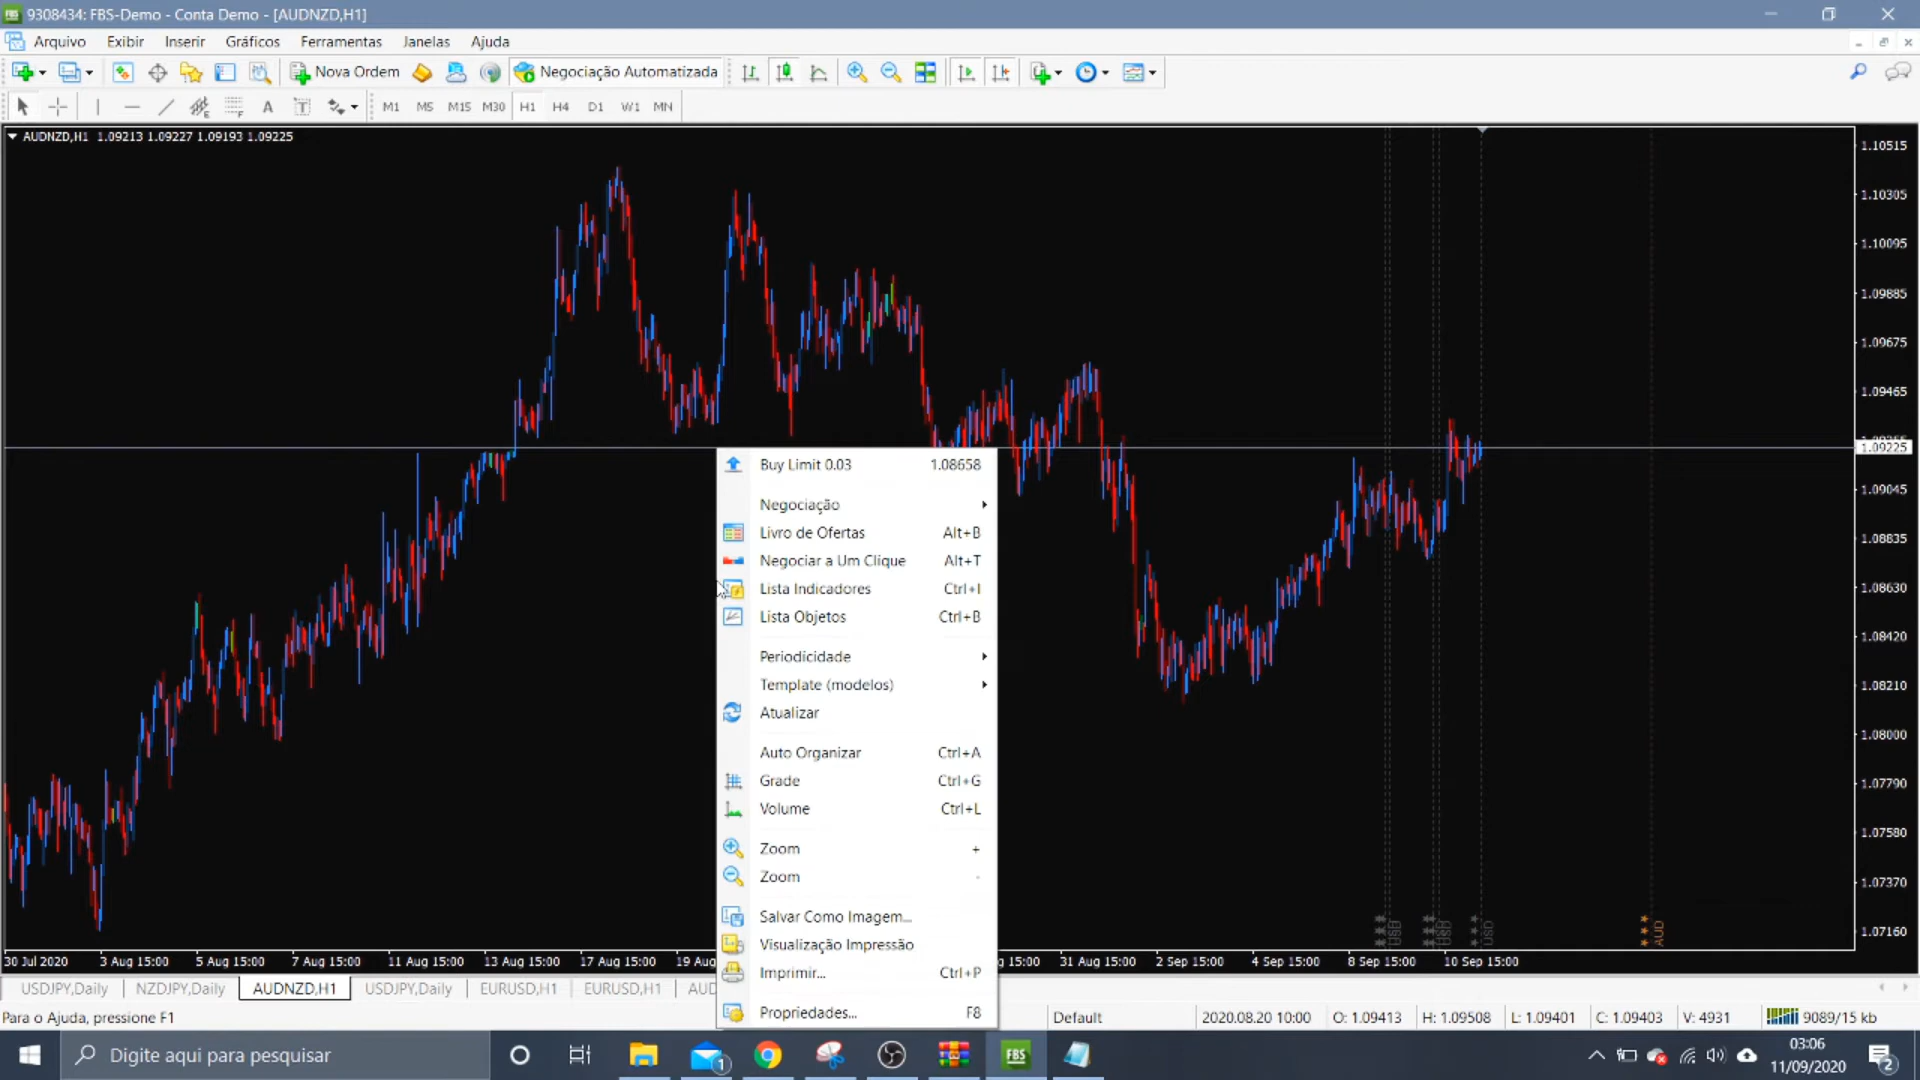 9308434: FBS-Demo - Conta Demo - [AUDNZD,H1]
Arquivo Exibir Inserir Gráficos Ferramentas Janelas Ajuda
Nova Ordem Negociação Automatizada
A T M1 M5 M15 M30 H1 H4 D1 W1 MN
AUDNZD,H1 1.09213 1.09227 1.09193 1.09225
1.10515
1.10305
1.10095
1.09885
1.09675
1.09465
1.09225
1.09045
1.08835
1.08630
1.08420
1.08210
1.08000
1.07790
1.07580
1.07370
1.07160
Buy Limit 0.03 1.08658
Negociação
Livro de Ofertas Alt+B
Negociar a Um Clique Alt+T
Lista Indicadores Ctrl+I
Lista Objetos Ctrl+B
Periodicidade
Template (modelos)
Atualizar
Auto Organizar Ctrl+A
Grade Ctrl+G
Volume Ctrl+L
Zoom +
Zoom -
Salvar Como Imagem...
Visualização Impressão
Imprimir... Ctrl+P
Propriedades... F8
USD USD USD AUD
30 Jul 2020 3 Aug 15:00 5 Aug 15:00 7 Aug 15:00 11 Aug 15:00 13 Aug 15:00 17 Aug 15:00 19 Aug 15:00 31 Aug 15:00 2 Sep 15:00 4 Sep 15:00 8 Sep 15:00 10 Sep 15:00
USDJPY,Daily NZDJPY,Daily AUDNZD,H1 USDJPY,Daily EURUSD,H1 EURUSD,H1 AUD
Para o Ajuda, pressione F1 Default 2020.08.20 10:00 O: 1.09413 H: 1.09508 L: 1.09401 C: 1.09403 V: 4931 9089/15 kb
Digite aqui para pesquisar 1 FBS 03:06
11/09/2020 2